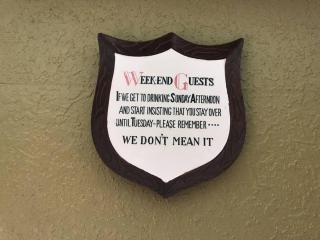 WEEKEND GUESTS
IF WE GET TO DRINKING SUNDAY AFTERNOON
AND START INSISTING THAT YOU STAY OVER
UNTIL TUESDAY-PLEASE REMEMBER····
WE DON'T MEAN IT